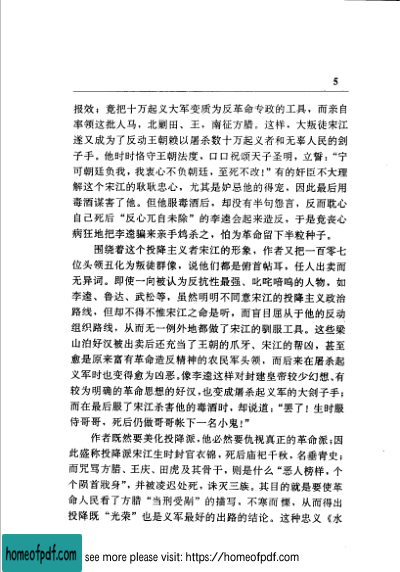 5
报效；竟把十万起义大军变质为反革命专政的工具，而亲自
率领这批人马，北剿田、王，南征方腊。这样，大叛徒宋江
遂又成为了反动王朝赖以屠杀数十万起义者和无辜人民的刽
子手。他时时恪守王朝法度，口口祝颂天子圣明，立誓：“宁
可朝廷负我，我衷心不负朝廷，至死不改！”有的奸臣不大理
解这个宋江的耿耿忠心，尤其是妒忌他的得宠，因此最后用
毒酒谋害了他。但他服毒酒后，却没有半句怨言，反而耽心
自己死后“反心兀自未除”的李逵会起来造反，于是竟丧心
病狂地把李逵骗来亲手鸩杀之，怕为革命留下半粒种子。
围绕着这个投降主义者宋江的形象，作者又把一百零七
位头领丑化为叛徒群像，说他们都是俯首帖耳，任人出卖而
无异词。即使一向被认为反抗性最强、叱咤喑呜的人物，如
李逵、鲁达、武松等，虽然明明不同意宋江的投降主义政治
路线，但却不得不惟宋江之命是听，而盲目屈从于他的反动
组织路线，从而无一例外地都做了宋江的驯服工具。这些梁
山泊好汉被出卖后还充当了王朝的爪牙、宋江的帮凶，甚至
愈是原来富有革命造反精神的农民军头领，而后来在屠杀起
义军时也变得愈为凶恶。像李逵这样对封建皇帝较少幻想、有
较为明确的革命思想的好汉，也变成屠杀起义军的大刽子手；
而在最后服了宋江杀害他的毒酒时，却说道：“罢了！生时服
侍哥哥，死后仍做哥哥帐下一名小鬼！”
作者既然要美化投降派，他必然要仇视真正的革命派；因
此盛称投降派宋江生时封官衣锦，死后庙祀千秋，名垂青史；
而咒骂方腊、王庆、田虎及其骨干，则是什么“恶人榜样，个
个陨首戕身”，并被凌迟处死，诛灭三族。其目的就是要使革
命人民看了方腊“当刑受剐”的描写，不寒而慄，从而得出
投降既“光荣”也是义军最好的出路的结论。这种忠义《水
homeofpdf.com
see more please visit: https://homeofpdf.com